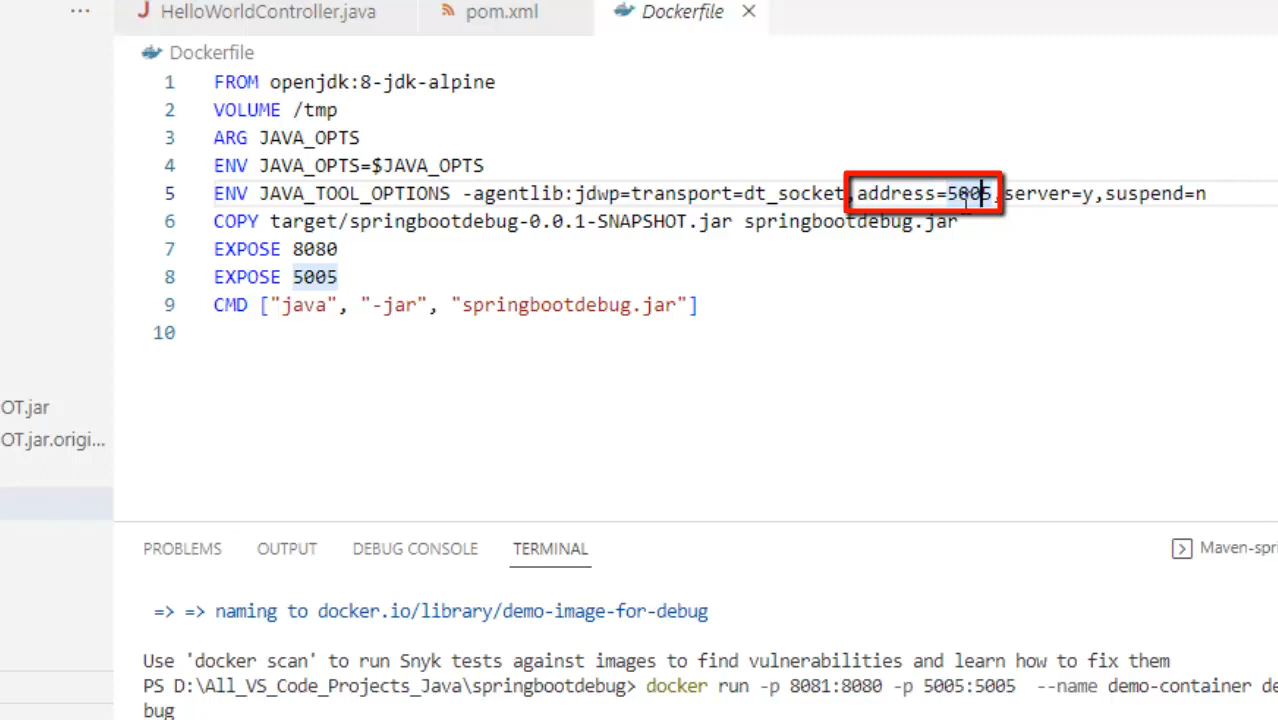 ··· HelloWorldController.java pom.xml Dockerfile ×
Dockerfile
1 FROM openjdk:8-jdk-alpine
2 VOLUME /tmp
3 ARG JAVA_OPTS
4 ENV JAVA_OPTS=$JAVA_OPTS
5 ENV JAVA_TOOL_OPTIONS -agentlib:jdwp=transport=dt_socket,address=5005,server=y,suspend=n
6 COPY target/springbootdebug-0.0.1-SNAPSHOT.jar springbootdebug.jar
7 EXPOSE 8080
8 EXPOSE 5005
9 CMD ["java", "-jar", "springbootdebug.jar"]
10
OT.jar
OT.jar.origi...
PROBLEMS OUTPUT DEBUG CONSOLE TERMINAL Maven-spri
=> => naming to docker.io/library/demo-image-for-debug
Use 'docker scan' to run Snyk tests against images to find vulnerabilities and learn how to fix them
PS D:\All_VS_Code_Projects_Java\springbootdebug> docker run -p 8081:8080 -p 5005:5005 --name demo-container de
bug